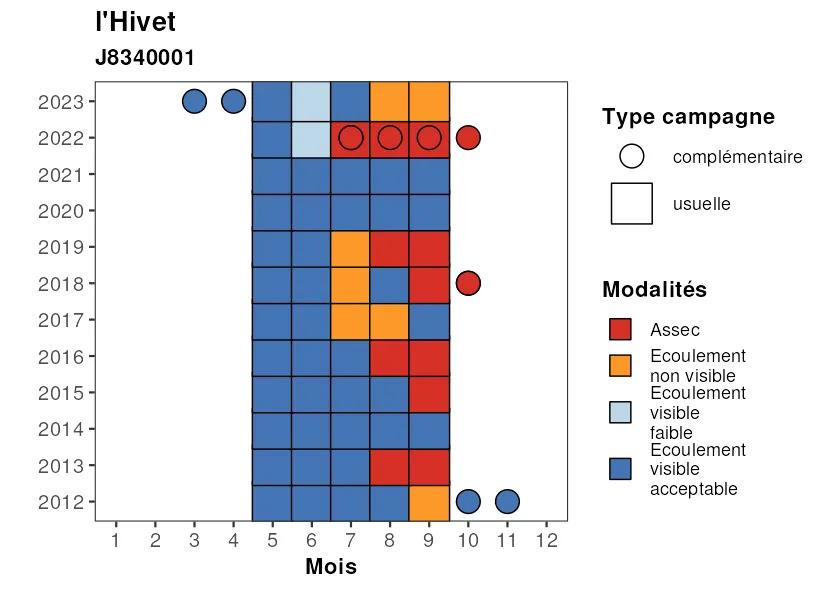 l'Hivet
J8340001
2023
2022
2021
2020
2019
2018
2017
2016
2015
2014
2013
2012
1 2 3 4 5 6 7 8 9 10 11 12
Mois
Type campagne
complémentaire
usuelle
Modalités
Assec
Ecoulement
non visible
Ecoulement
visible
faible
Ecoulement
visible
acceptable